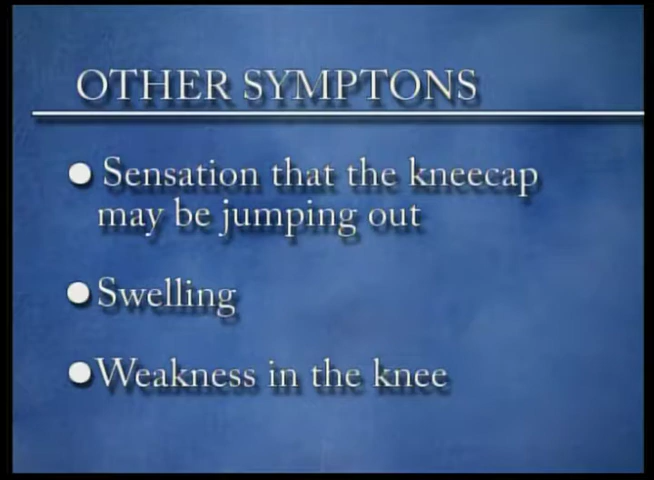 OTHER SYMPTONS
● Sensation that the kneecap
may be jumping out
● Swelling
● Weakness in the knee